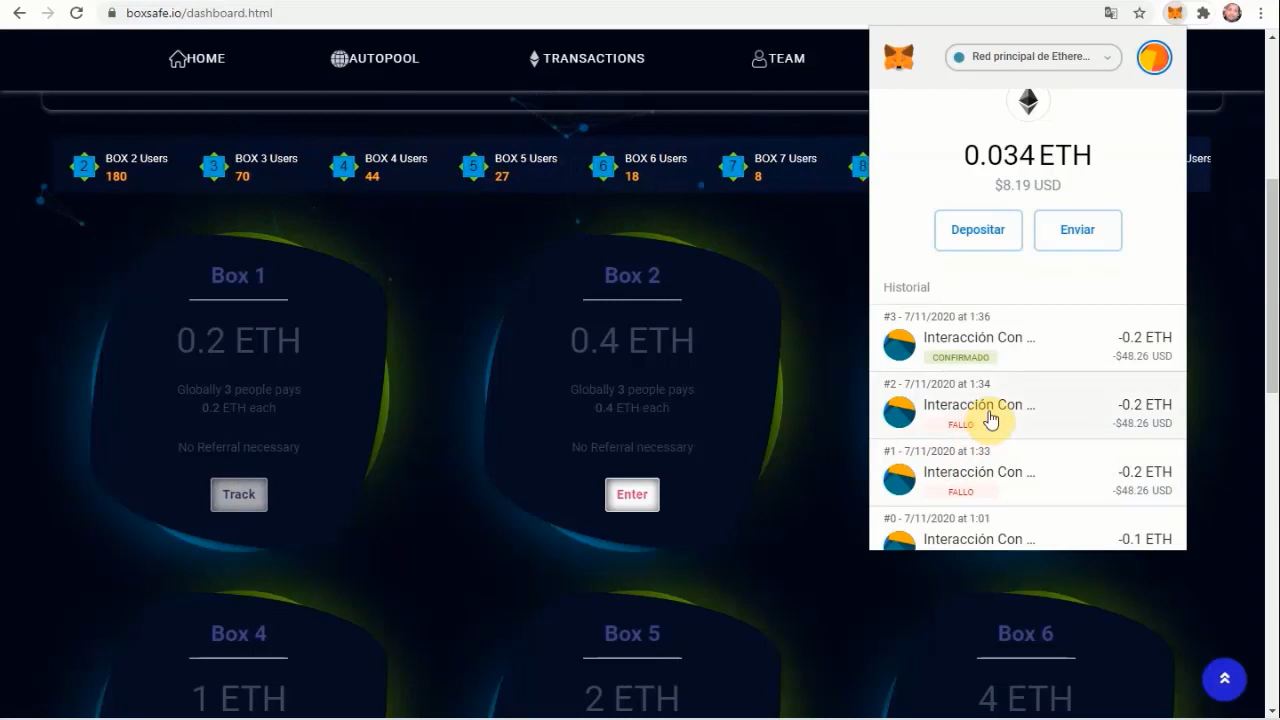 boxsafe.io/dashboard.html
HOME
AUTOPOOL
TRANSACTIONS
TEAM
Red principal de Ethere...
2 BOX 2 Users
180
3 BOX 3 Users
70
4 BOX 4 Users
44
5 BOX 5 Users
27
6 BOX 6 Users
18
7 BOX 7 Users
8
8
Users
0.034 ETH
$8.19 USD
Depositar
Enviar
Historial
#3 - 7/11/2020 at 1:36
Interacción Con ...
-0.2 ETH
CONFIRMADO
-$48.26 USD
#2 - 7/11/2020 at 1:34
Interacción Con ...
-0.2 ETH
FALLO
-$48.26 USD
#1 - 7/11/2020 at 1:33
Interacción Con ...
-0.2 ETH
FALLO
-$48.26 USD
#0 - 7/11/2020 at 1:01
Interacción Con ...
-0.1 ETH
Box 1
0.2 ETH
Globally 3 people pays
0.2 ETH each
No Referral necessary
Track
Box 2
0.4 ETH
Globally 3 people pays
0.4 ETH each
No Referral necessary
Enter
Box 4
1 ETH
Box 5
2 ETH
Box 6
4 ETH